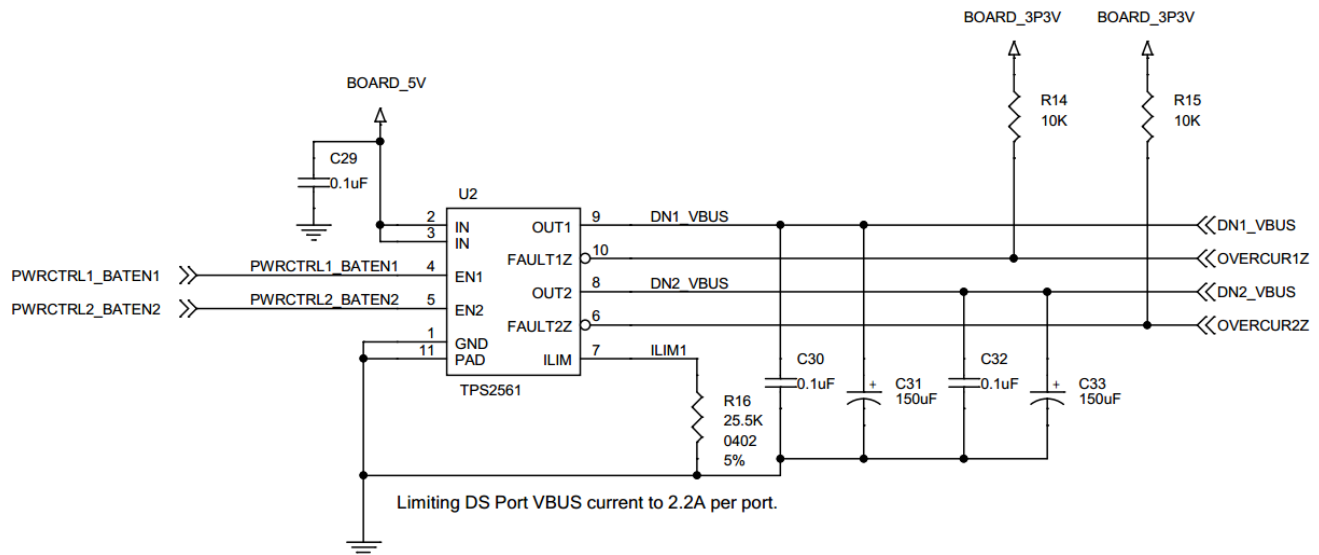 BOARD_3P3V
BOARD_3P3V
BOARD_5V
R14
10K
R15
10K
C29
0.1uF
U2
2
IN
3
IN
OUT1
9
DN1_VBUS
DN1_VBUS
FAULT1Z
10
OVERCUR1Z
PWRCTRL1_BATEN1
PWRCTRL1_BATEN1
4
EN1
OUT2
8
DN2_VBUS
DN2_VBUS
PWRCTRL2_BATEN2
PWRCTRL2_BATEN2
5
EN2
FAULT2Z
6
OVERCUR2Z
1
GND
11
PAD
ILIM
7
ILIM1
TPS2561
R16
25.5K
0402
5%
C30
0.1uF
+
C31
150uF
C32
0.1uF
+
C33
150uF
Limiting DS Port VBUS current to 2.2A per port.